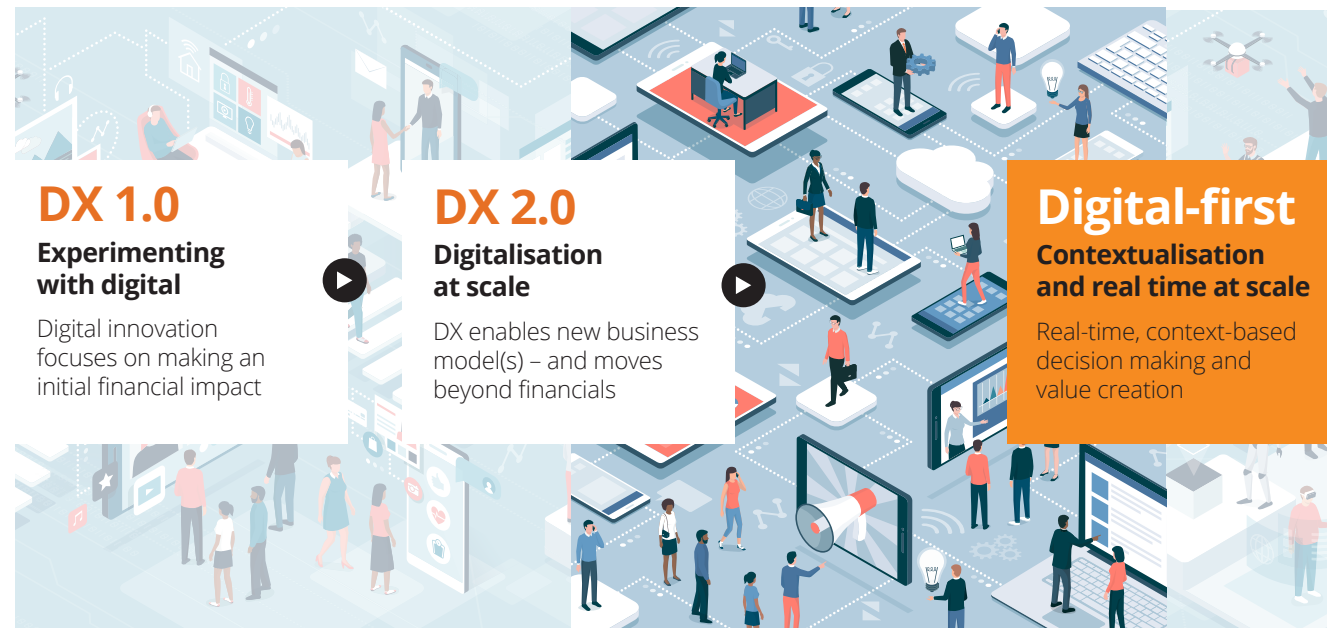 DX 1.0
Experimenting
with digital
Digital innovation
focuses on making an
initial financial impact
DX 2.0
Digitalisation
at scale
DX enables new business
model(s) – and moves
beyond financials
Digital-first
Contextualisation
and real time at scale
Real-time, context-based
decision making and
value creation